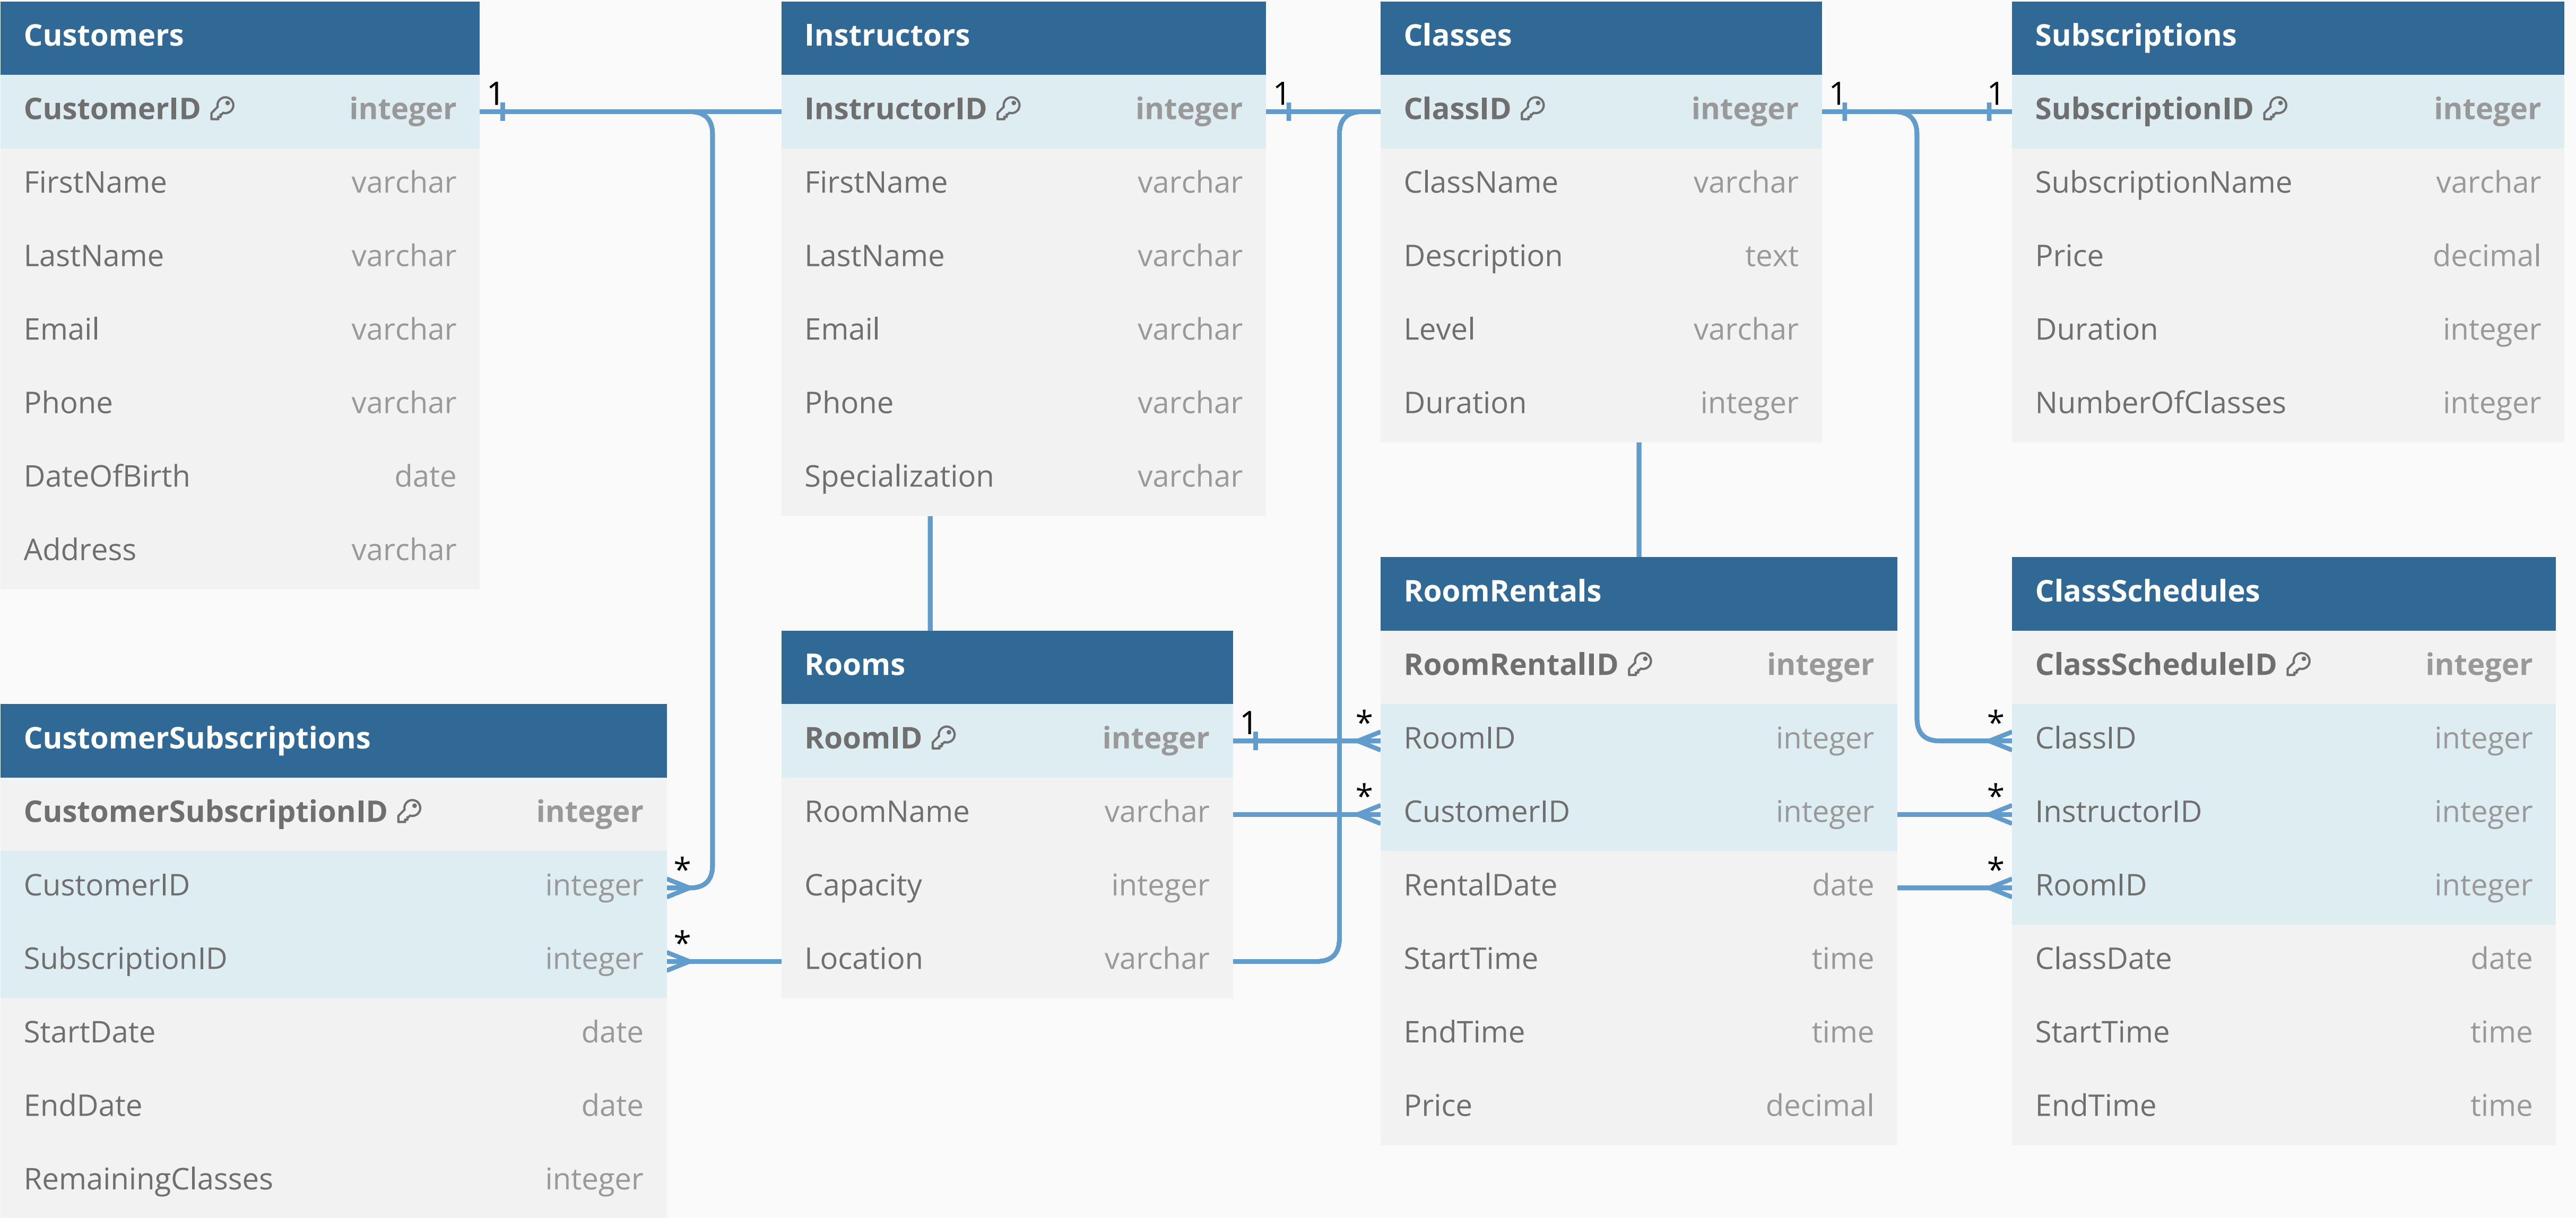 Customers
CustomerID integer
FirstName varchar
LastName varchar
Email varchar
Phone varchar
DateOfBirth date
Address varchar
1
Instructors
InstructorID integer
FirstName varchar
LastName varchar
Email varchar
Phone varchar
Specialization varchar
1
Classes
ClassID integer
ClassName varchar
Description text
Level varchar
Duration integer
1
1
Subscriptions
SubscriptionID integer
SubscriptionName varchar
Price decimal
Duration integer
NumberOfClasses integer
CustomerSubscriptions
CustomerSubscriptionID integer
CustomerID integer
SubscriptionID integer
StartDate date
EndDate date
RemainingClasses integer
*
*
Rooms
RoomID integer
RoomName varchar
Capacity integer
Location varchar
1
*
*
RoomRentals
RoomRentalID integer
RoomID integer
CustomerID integer
RentalDate date
StartTime time
EndTime time
Price decimal
*
*
*
ClassSchedules
ClassScheduleID integer
ClassID integer
InstructorID integer
RoomID integer
ClassDate date
StartTime time
EndTime time